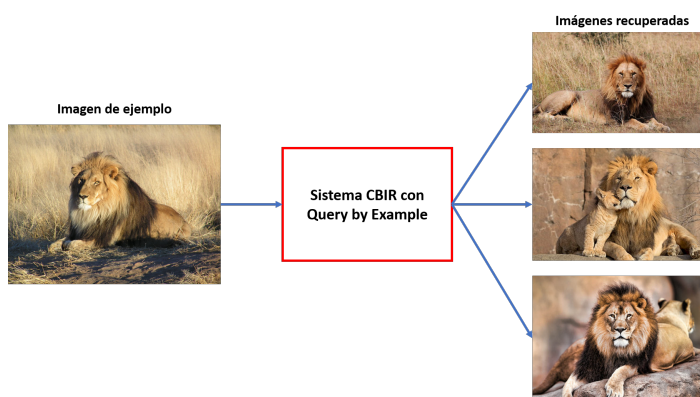 Imágenes recuperadas
Imagen de ejemplo
Sistema CBIR con
Query by Example